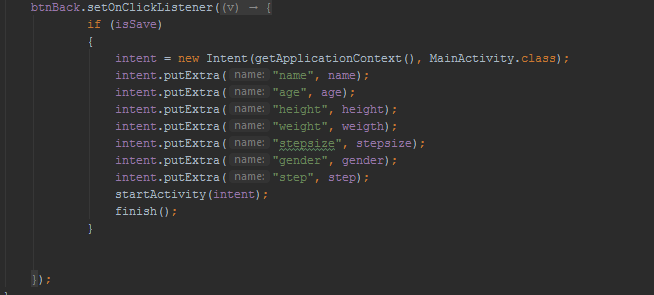 btnBack.setOnClickListener((v) → {
if (isSave)
{
intent = new Intent(getApplicationContext(), MainActivity.class);
intent.putExtra( name: "name", name);
intent.putExtra( name: "age", age);
intent.putExtra( name: "height", height);
intent.putExtra( name: "weight", weigth);
intent.putExtra( name: "stepsize", stepsize);
intent.putExtra( name: "gender", gender);
intent.putExtra( name: "step", step);
startActivity(intent);
finish();
}
});